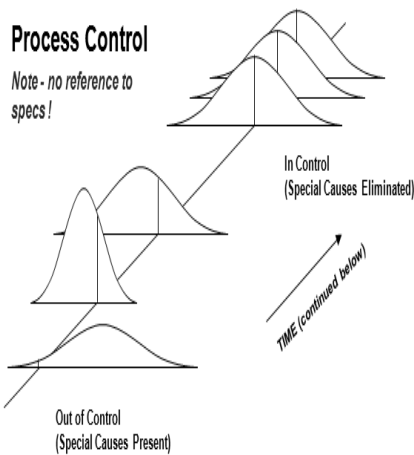 Process Control
Note - no reference to
specs !
In Control
(Special Causes Eliminated)
TIME (continued below)
Out of Control
(Special Causes Present)